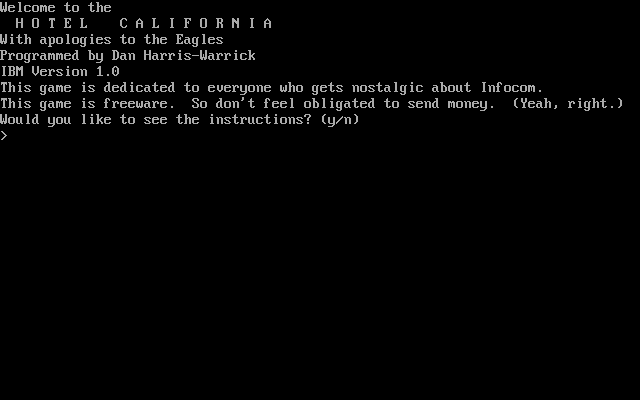 Welcome to the
H O T E L   C A L I F O R N I A
With apologies to the Eagles
Programmed by Dan Harris-Warrick
IBM Version 1.0
This game is dedicated to everyone who gets nostalgic about Infocom.
This game is freeware.  So don't feel obligated to send money.  (Yeah, right.)
Would you like to see the instructions? (y/n)
>